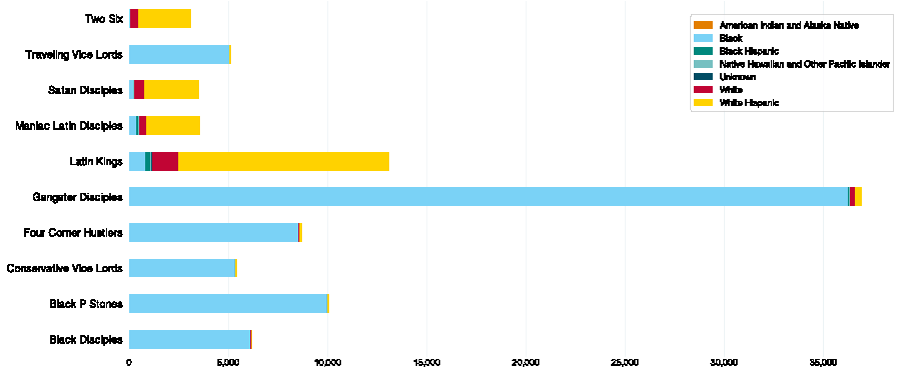 Two Six
Traveling Vice Lords
Satan Disciples
Maniac Latin Disciples
Latin Kings
Gangster Disciples
Four Corner Hustlers
Conservative Vice Lords
Black P Stones
Black Disciples
0 5,000 10,000 15,000 20,000 25,000 30,000 35,000
American Indian and Alaska Native
Black
Black Hispanic
Native Hawaiian and Other Pacific Islander
Unknown
White
White Hispanic